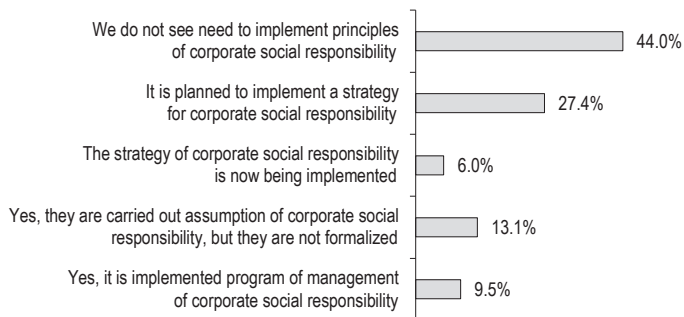 We do not see need to implement principles
of corporate social responsibility
44.0%
It is planned to implement a strategy
for corporate social responsibility
27.4%
The strategy of corporate social responsibility
is now being implemented
6.0%
Yes, they are carried out assumption of corporate social
responsibility, but they are not formalized
13.1%
Yes, it is implemented program of management
of corporate social responsibility
9.5%